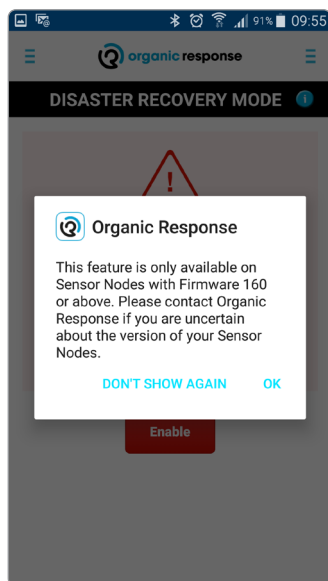 91% 09:55
organic response
DISASTER RECOVERY MODE i
!
Organic Response
This feature is only available on
Sensor Nodes with Firmware 160
or above. Please contact Organic
Response if you are uncertain
about the version of your Sensor
Nodes.
DON'T SHOW AGAIN OK
Enable